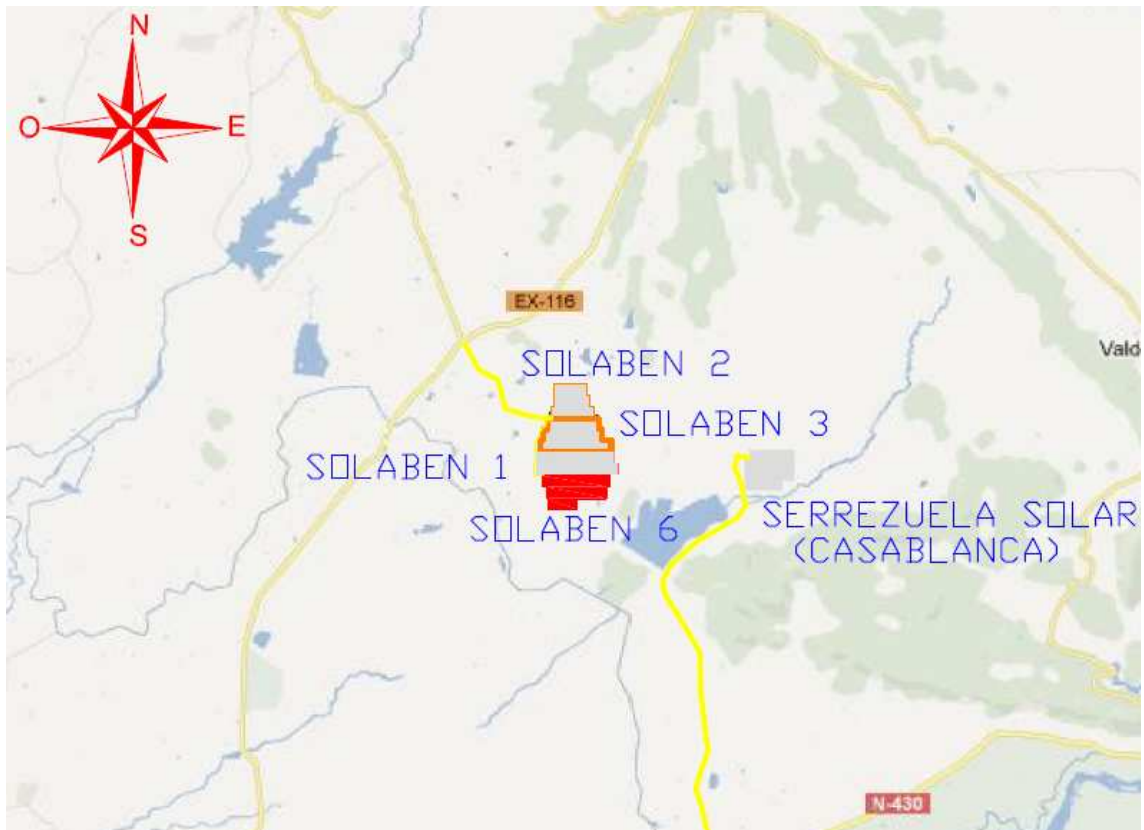 N
O
E
S
EX-116
SOLABEN 2
Vald
SOLABEN 3
SOLABEN 1
SERREZUELA SOLAR
(CASABLANCA)
SOLABEN 6
N-430